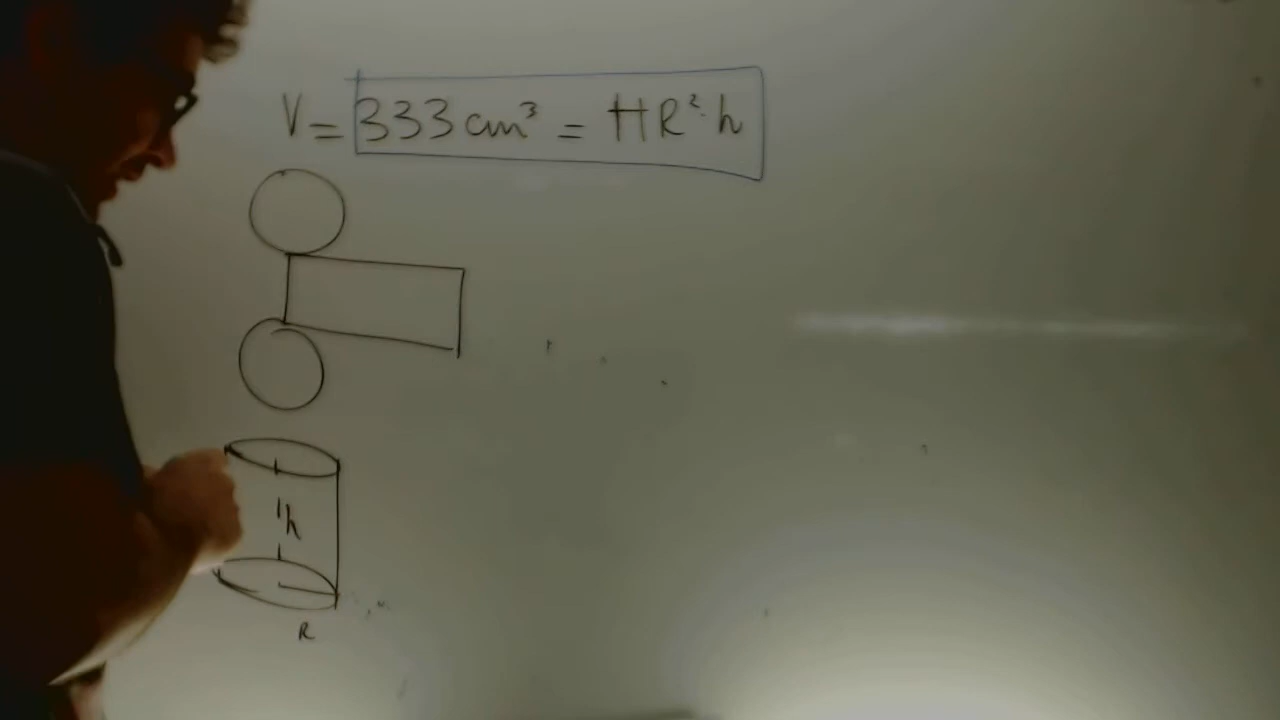 V = 333 cm³ = πR²·h
h
R